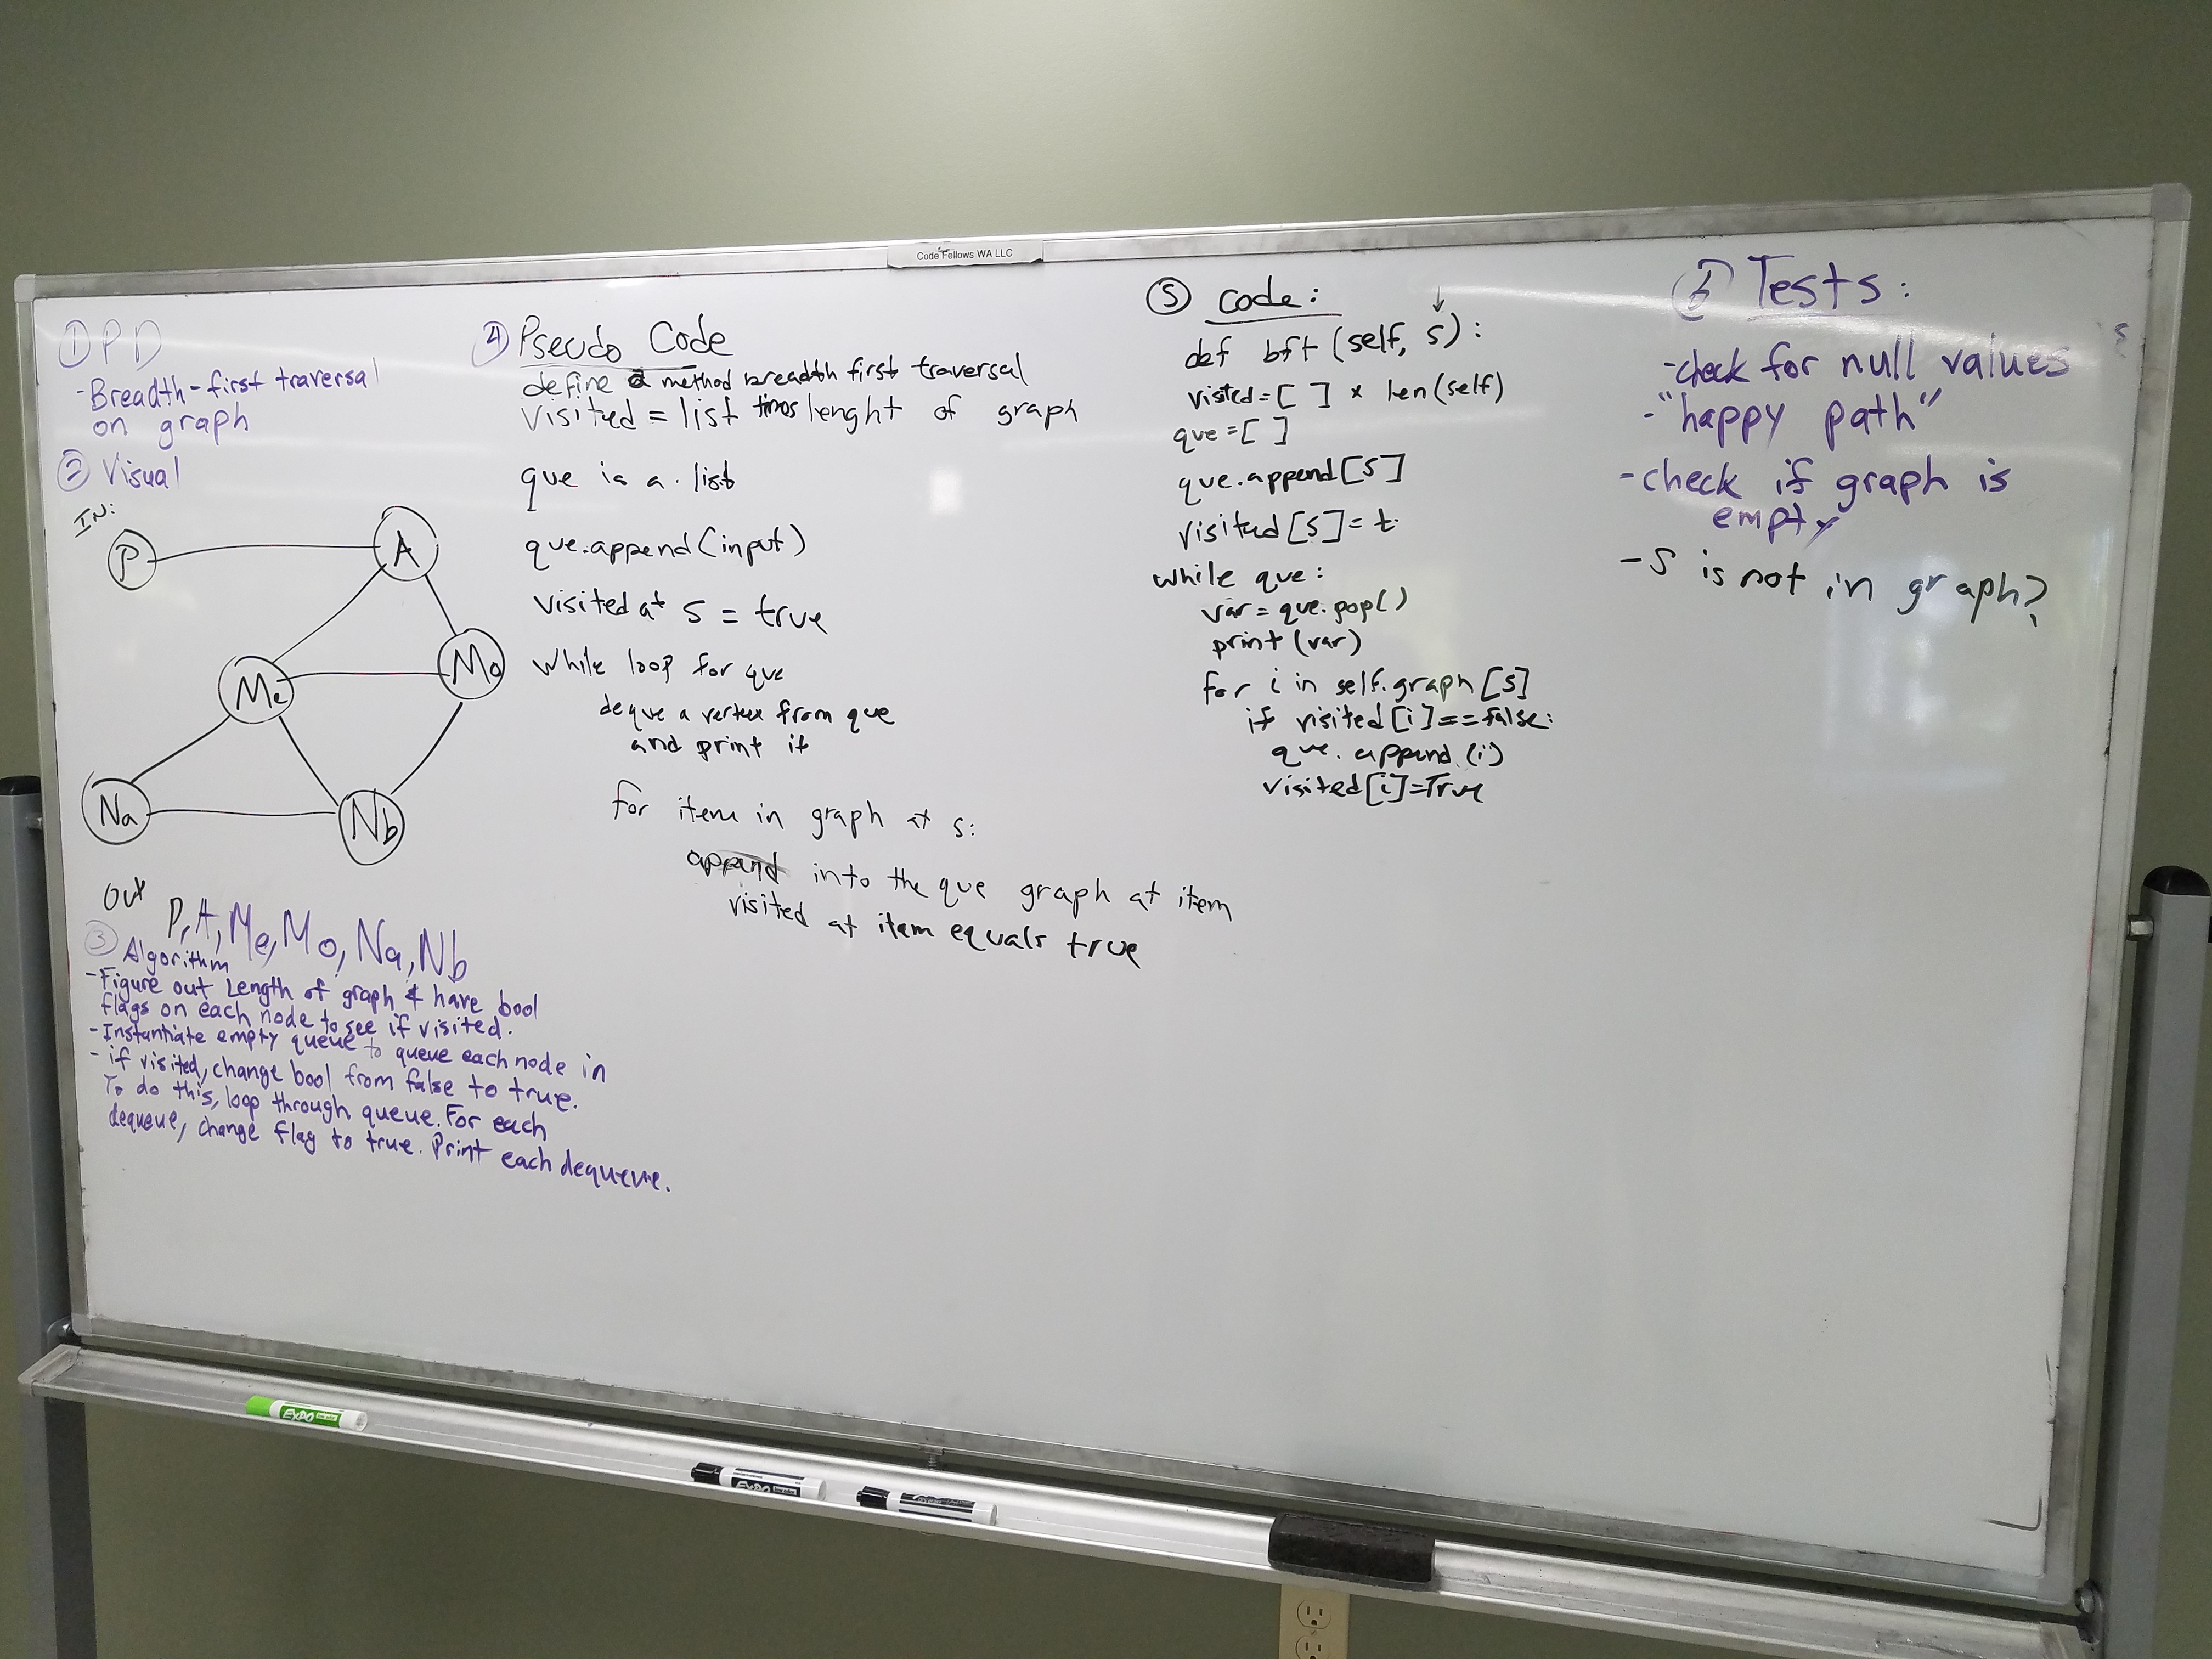 Code Fellows WA LLC
① PD
- Breadth-first traversal
on graph
② Visual
IN:
P
A
Me
Mo
Na
Nb
Out
P, A, Me, Mo, Na, Nb
③ Algorithm
- Figure out Length of graph & have bool
flags on each node to see if visited.
- Instantiate empty queue to queue each node in
- if visited, change bool from false to true.
To do this, loop through queue. For each
dequeue, change flag to true. Print each dequeue.
④ Pseudo Code
define a method breadth first traversal
visited = list times lenght of graph
que is a list
que.append(input)
visited at s = true
While loop for que
deque a vertex from que
and print it
for item in graph at s:
append into the que graph at item
visited at item equals true
⑤ code:
def bft (self, s):
visted = [ ] x len(self)
que = [ ]
que.append[s]
visited [s] = t
while que:
var = que.pop()
print (var)
for i in self.graph [s]
if visited [i] == false:
que.append (i)
visited [i] = True
⑥ Tests:
- check for null values
- "happy path"
- check if graph is
empty
- s is not in graph?
s
EXPO
EXPO